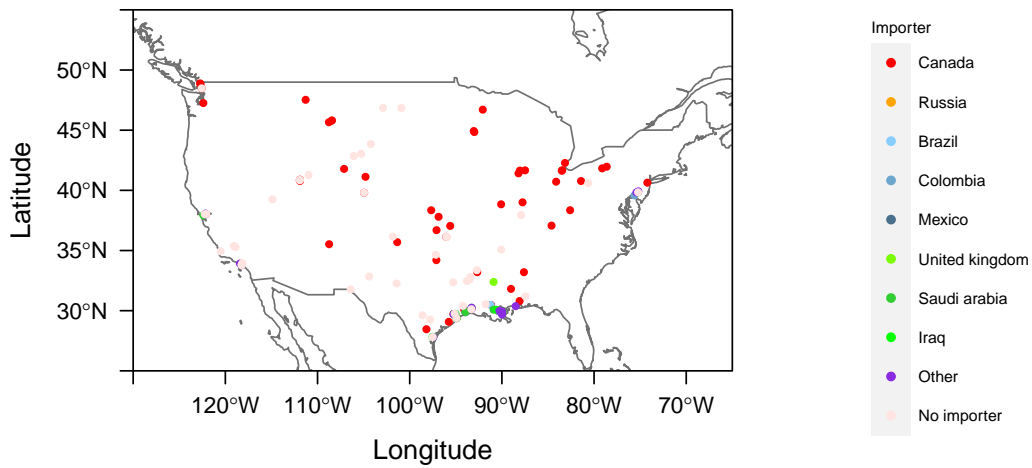 Importer
50°N
45°N
40°N
35°N
30°N
Latitude
120°W 110°W 100°W 90°W 80°W 70°W
Longitude
Canada
Russia
Brazil
Colombia
Mexico
United kingdom
Saudi arabia
Iraq
Other
No importer